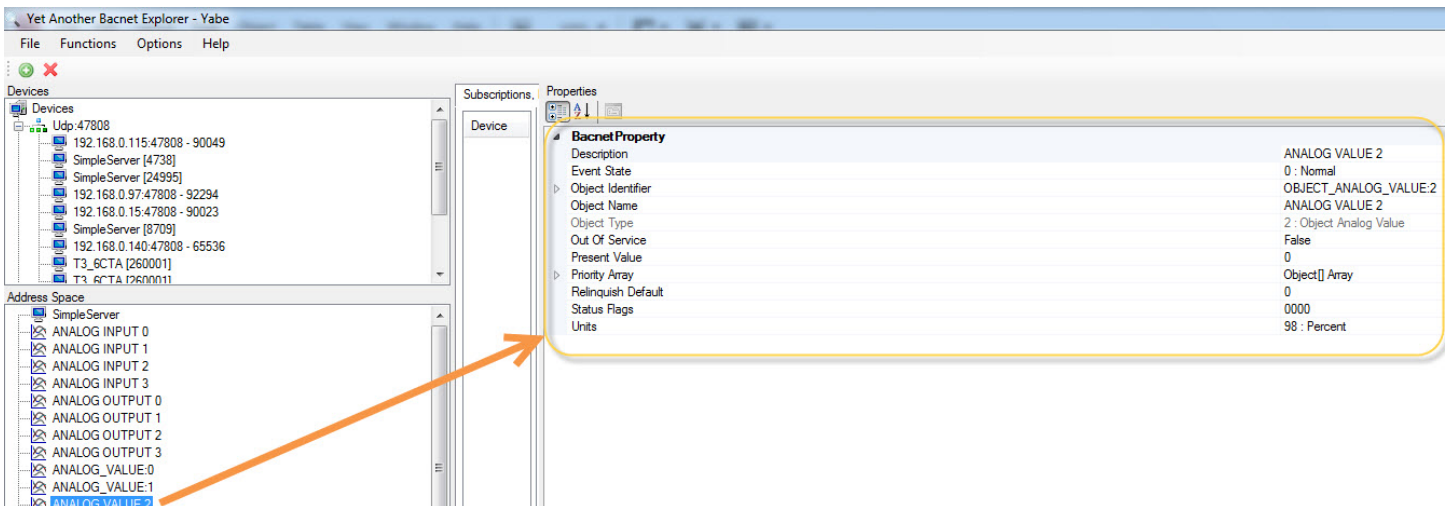 Yet Another Bacnet Explorer - Yabe
File Functions Options Help
Devices
Devices
Udp:47808
192.168.0.115:47808 - 90049
SimpleServer [4738]
SimpleServer [24995]
192.168.0.97:47808 - 92294
192.168.0.15:47808 - 90023
SimpleServer [8709]
192.168.0.140:47808 - 65536
T3_6CTA [260001]
T3_6CTA [260001]
Address Space
SimpleServer
ANALOG INPUT 0
ANALOG INPUT 1
ANALOG INPUT 2
ANALOG INPUT 3
ANALOG OUTPUT 0
ANALOG OUTPUT 1
ANALOG OUTPUT 2
ANALOG OUTPUT 3
ANALOG_VALUE:0
ANALOG_VALUE:1
ANALOG VALUE 2
Subscriptions,
Device
Properties
BacnetProperty
Description ANALOG VALUE 2
Event State 0 : Normal
Object Identifier OBJECT_ANALOG_VALUE:2
Object Name ANALOG VALUE 2
Object Type 2 : Object Analog Value
Out Of Service False
Present Value 0
Priority Array Object[] Array
Relinquish Default 0
Status Flags 0000
Units 98 : Percent